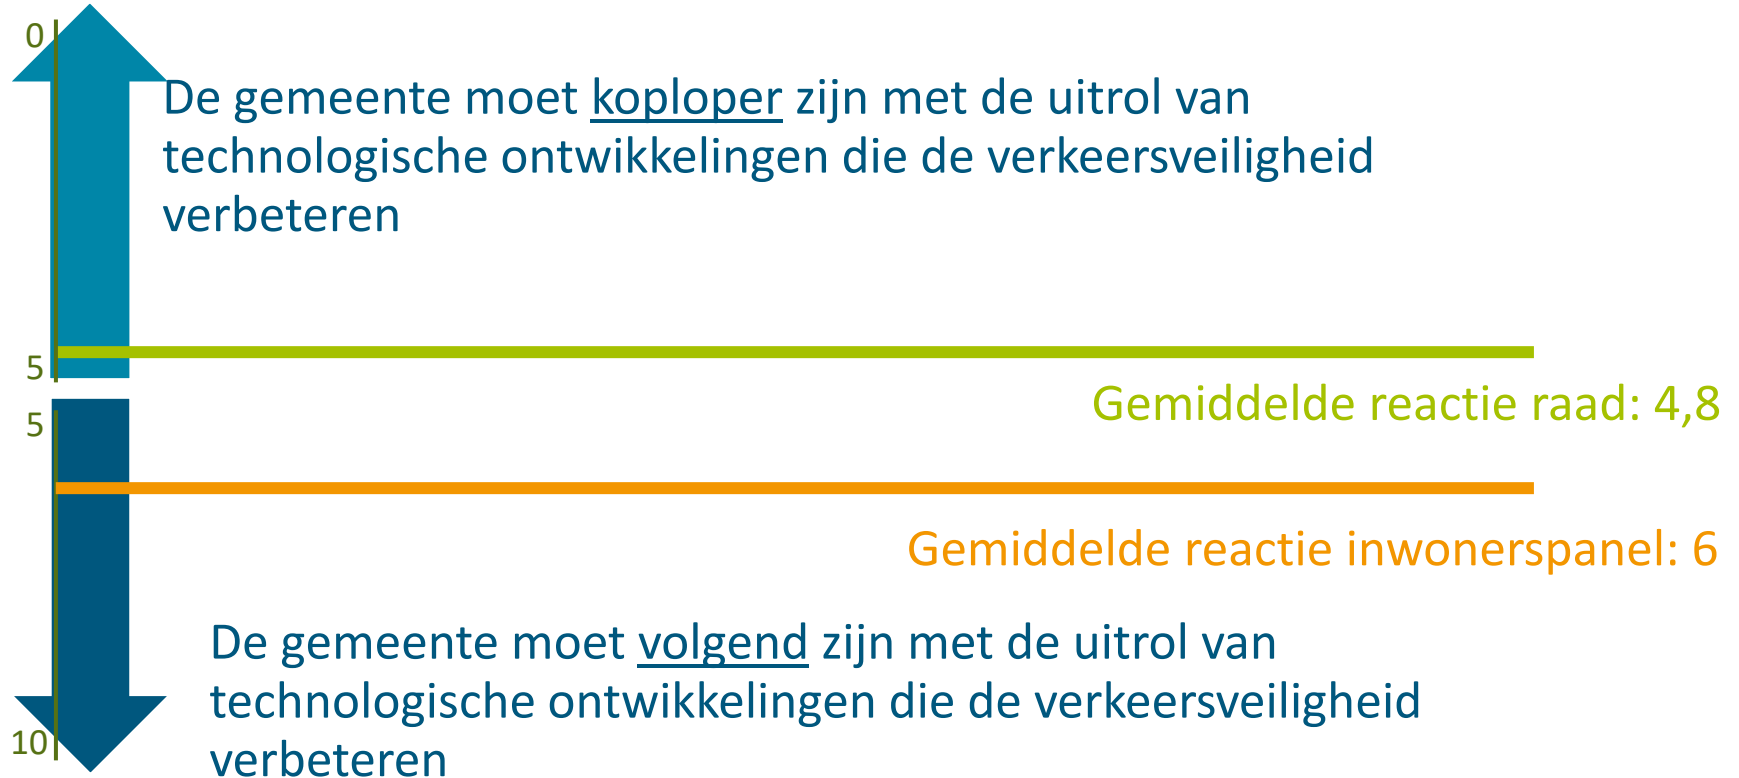 0
De gemeente moet koploper zijn met de uitrol van
technologische ontwikkelingen die de verkeersveiligheid
verbeteren
5
Gemiddelde reactie raad: 4,8
5
Gemiddelde reactie inwonerspanel: 6
De gemeente moet volgend zijn met de uitrol van
technologische ontwikkelingen die de verkeersveiligheid
10
verbeteren